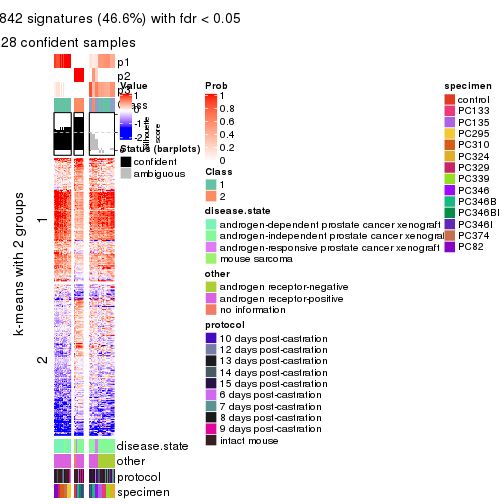 842 signatures (46.6%) with fdr < 0.05
28 confident samples
p1
p2
p3
Class
Silhouette
score
k-means with 2 groups
1
2
disease.state
other
protocol
specimen
Value
1
0
-1
-2
Status (barplots)
confident
ambiguous
Prob
1
0.8
0.6
0.4
0.2
0
Class
1
2
disease.state
androgen-dependent prostate cancer xenograft
androgen-independent prostate cancer xenograft
androgen-responsive prostate cancer xenograft
mouse sarcoma
other
androgen receptor-negative
androgen receptor-positive
no information
protocol
10 days post-castration
12 days post-castration
13 days post-castration
14 days post-castration
15 days post-castration
6 days post-castration
7 days post-castration
8 days post-castration
9 days post-castration
intact mouse
specimen
control
PC133
PC135
PC295
PC310
PC324
PC329
PC339
PC346
PC346B
PC346BI
PC346I
PC374
PC82